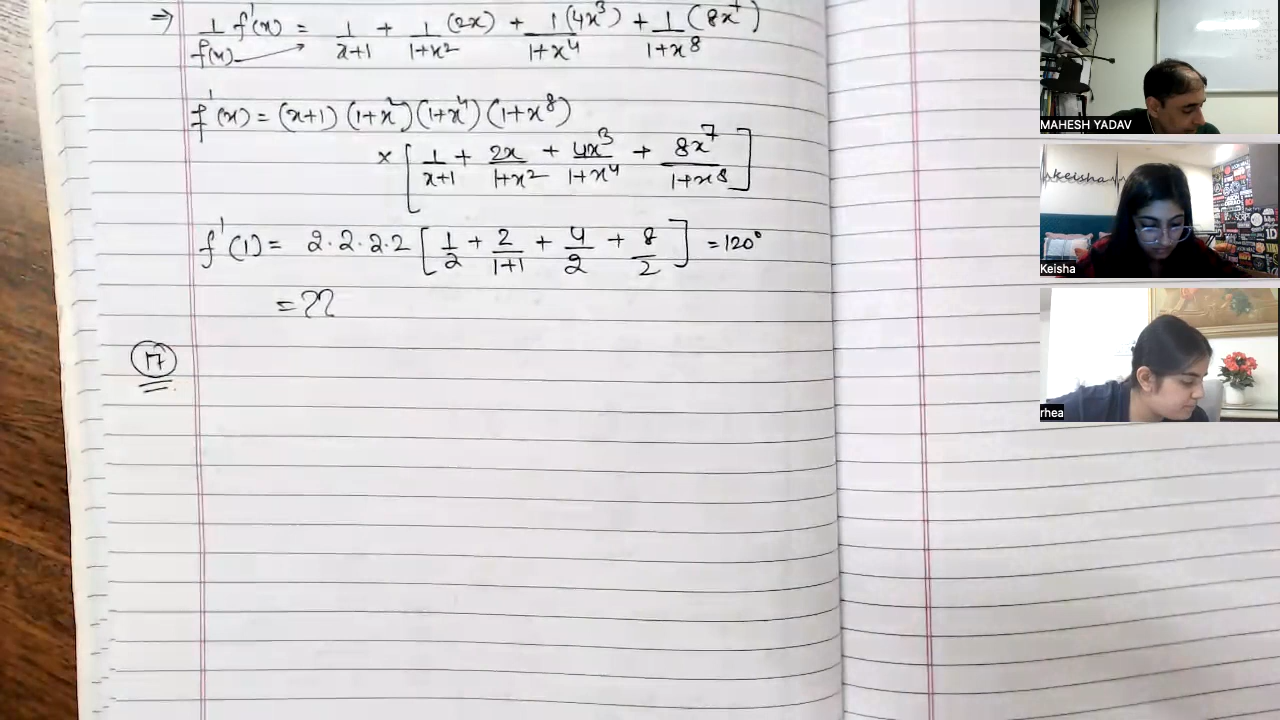 ⇒ 1/f(x) f'(x) = 1/(x+1) + 1/(1+x²) (2x) + 1/(1+x⁴) (4x³) + 1/(1+x⁸) (8x⁷)
f'(x) = (x+1) (1+x²) (1+x⁴) (1+x⁸)
× [ 1/(x+1) + 2x/(1+x²) + 4x³/(1+x⁴) + 8x⁷/(1+x⁸) ]
f'(1) = 2·2·2·2 [ 1/2 + 2/(1+1) + 4/2 + 8/2 ] = 120°
= ??
17
MAHESH YADAV
keisha
Keisha
rhea